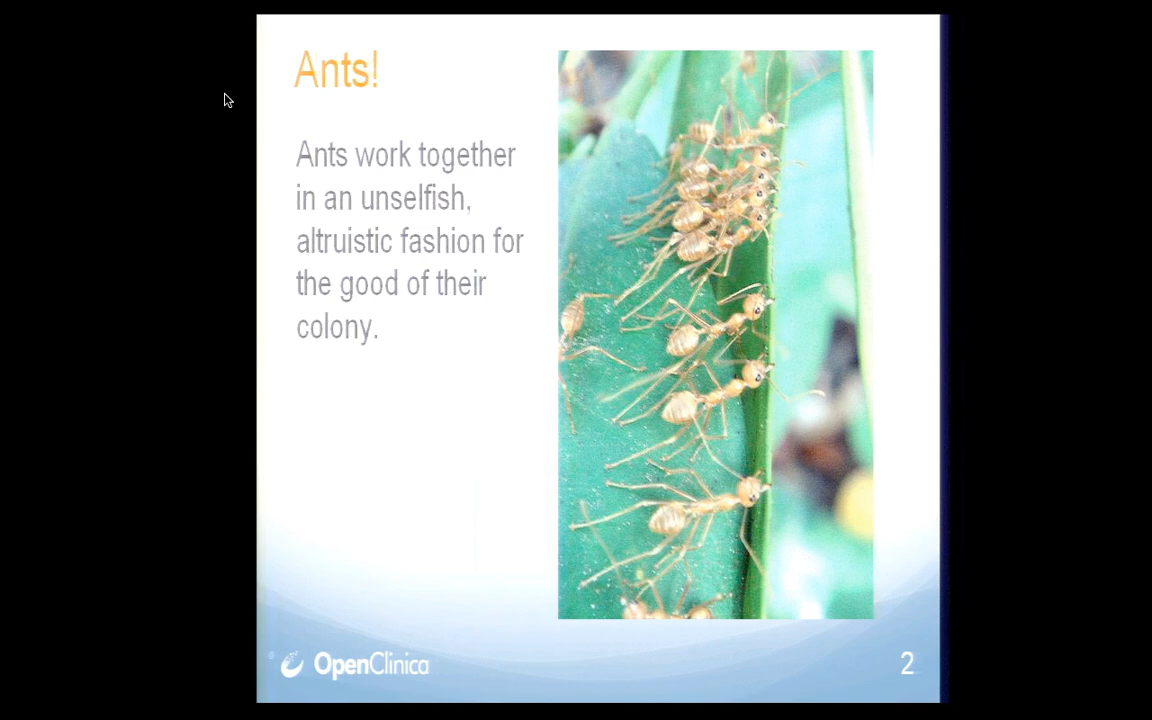 Ants!
Ants work together
in an unselfish,
altruistic fashion for
the good of their
colony.
OpenClinica
2